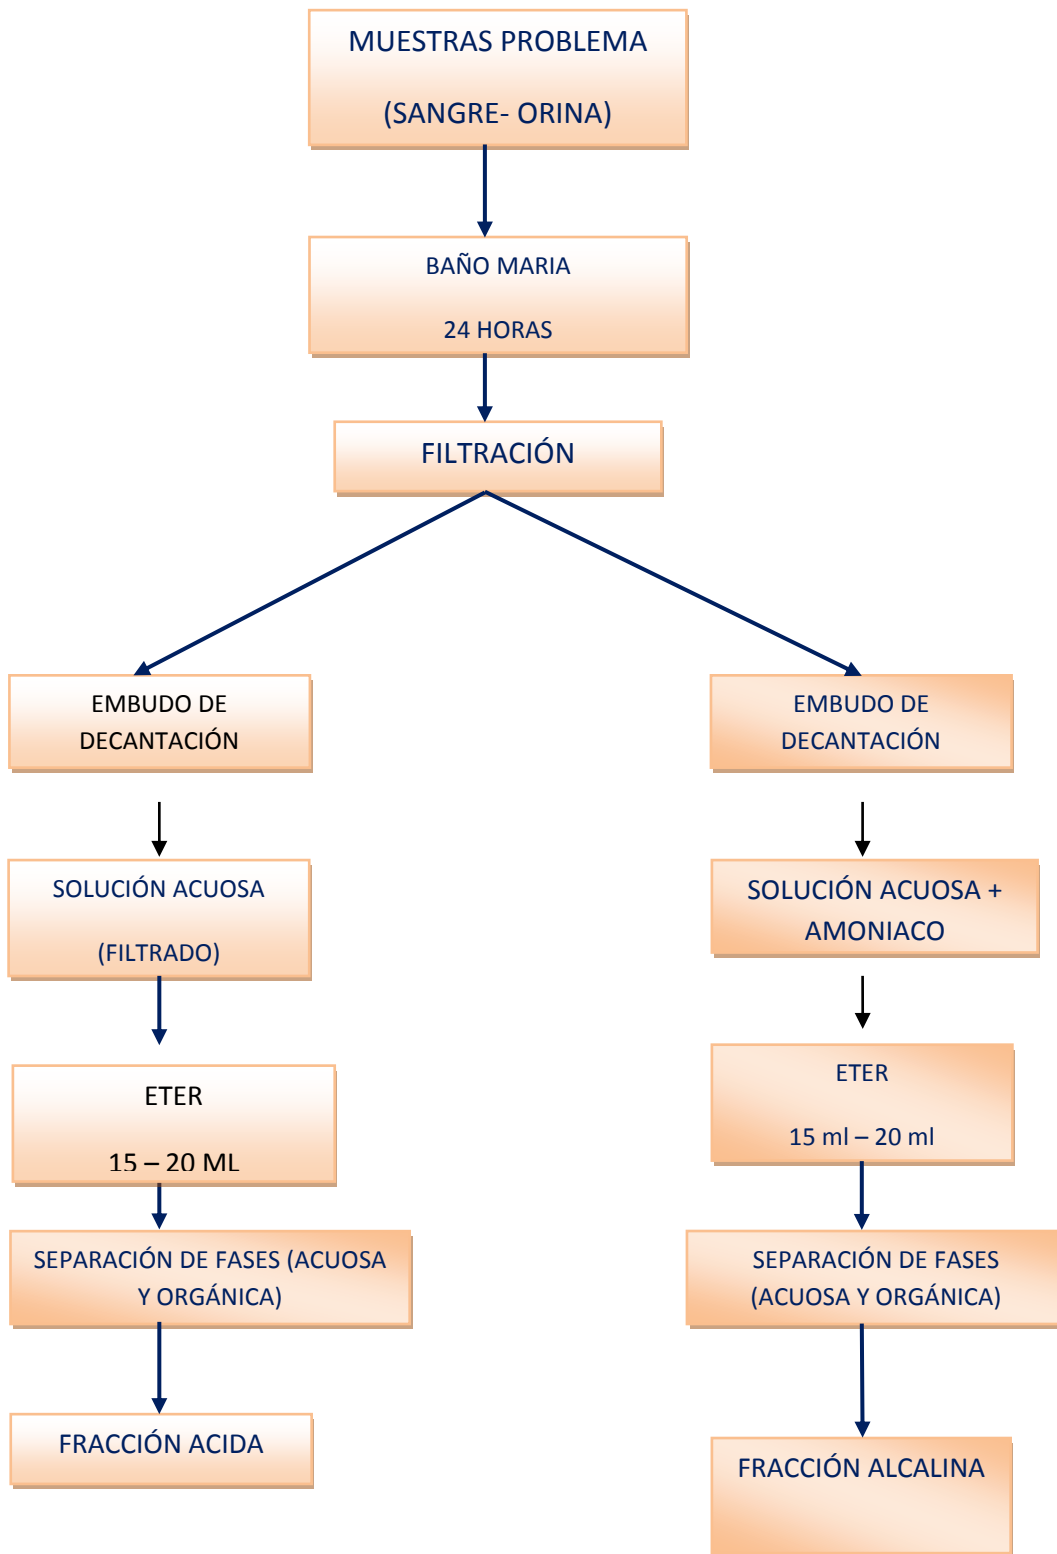 MUESTRAS PROBLEMA
(SANGRE- ORINA)
BAÑO MARIA
24 HORAS
FILTRACIÓN
EMBUDO DE
DECANTACIÓN
SOLUCIÓN ACUOSA
(FILTRADO)
ETER
15 – 20 ML
SEPARACIÓN DE FASES (ACUOSA
Y ORGÁNICA)
FRACCIÓN ACIDA
EMBUDO DE
DECANTACIÓN
SOLUCIÓN ACUOSA +
AMONIACO
ETER
15 ml – 20 ml
SEPARACIÓN DE FASES
(ACUOSA Y ORGÁNICA)
FRACCIÓN ALCALINA